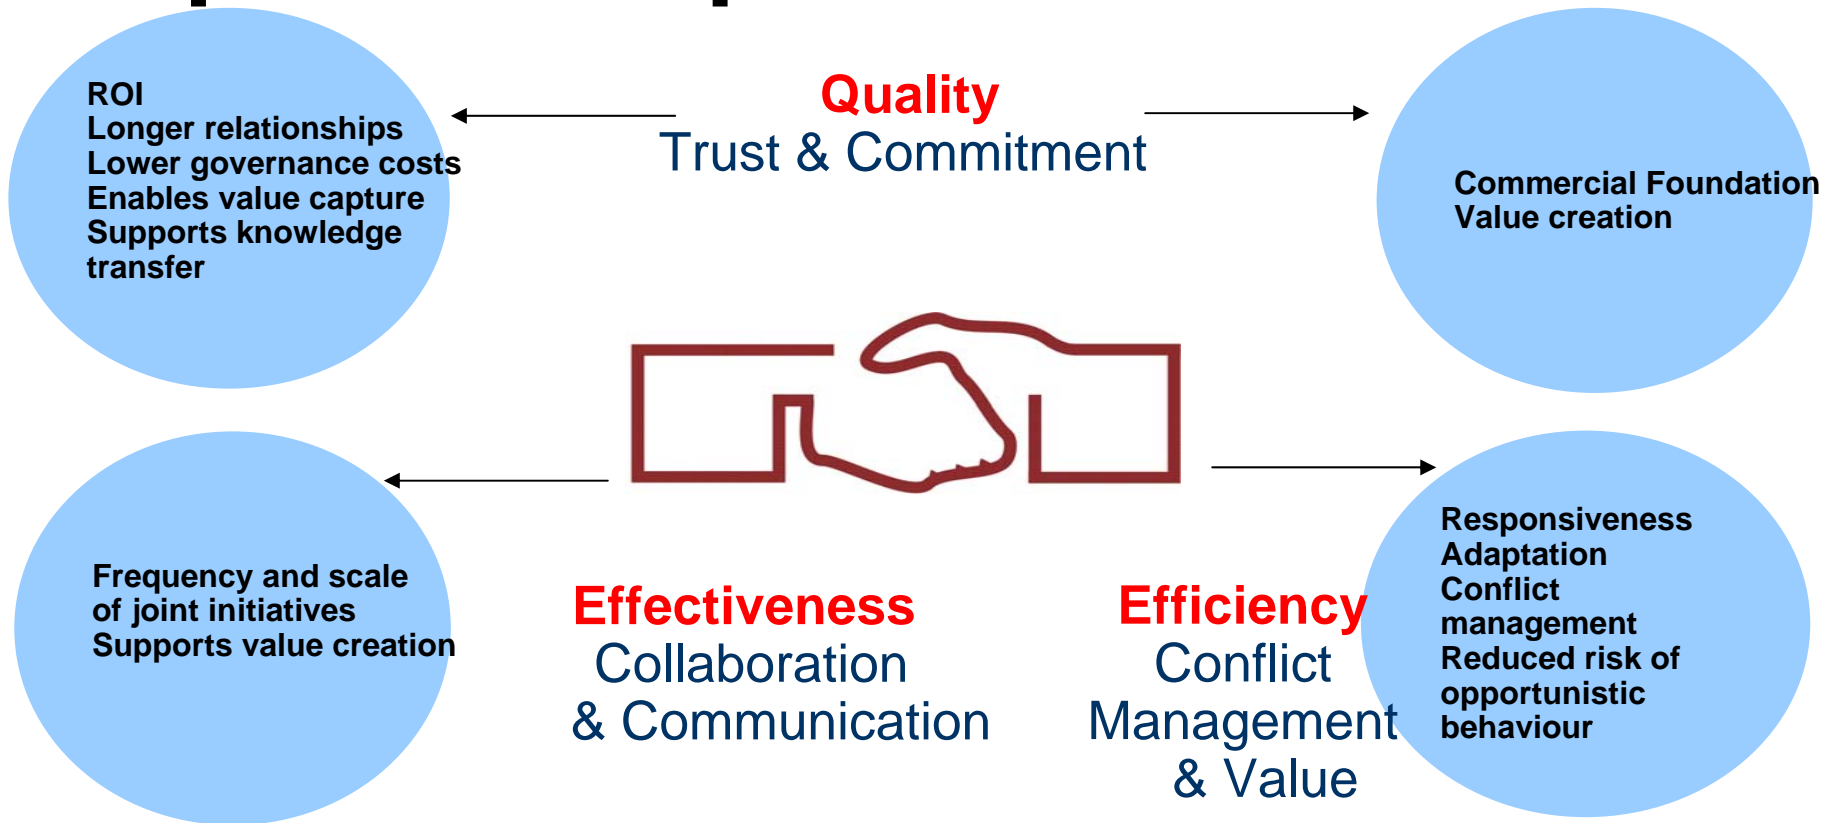 ROI
Longer relationships
Lower governance costs
Enables value capture
Supports knowledge
transfer
Quality
Trust & Commitment
Commercial Foundation
Value creation
Frequency and scale
of joint initiatives
Supports value creation
Effectiveness
Collaboration
& Communication
Efficiency
Conflict
Management
& Value
Responsiveness
Adaptation
Conflict
management
Reduced risk of
opportunistic
behaviour